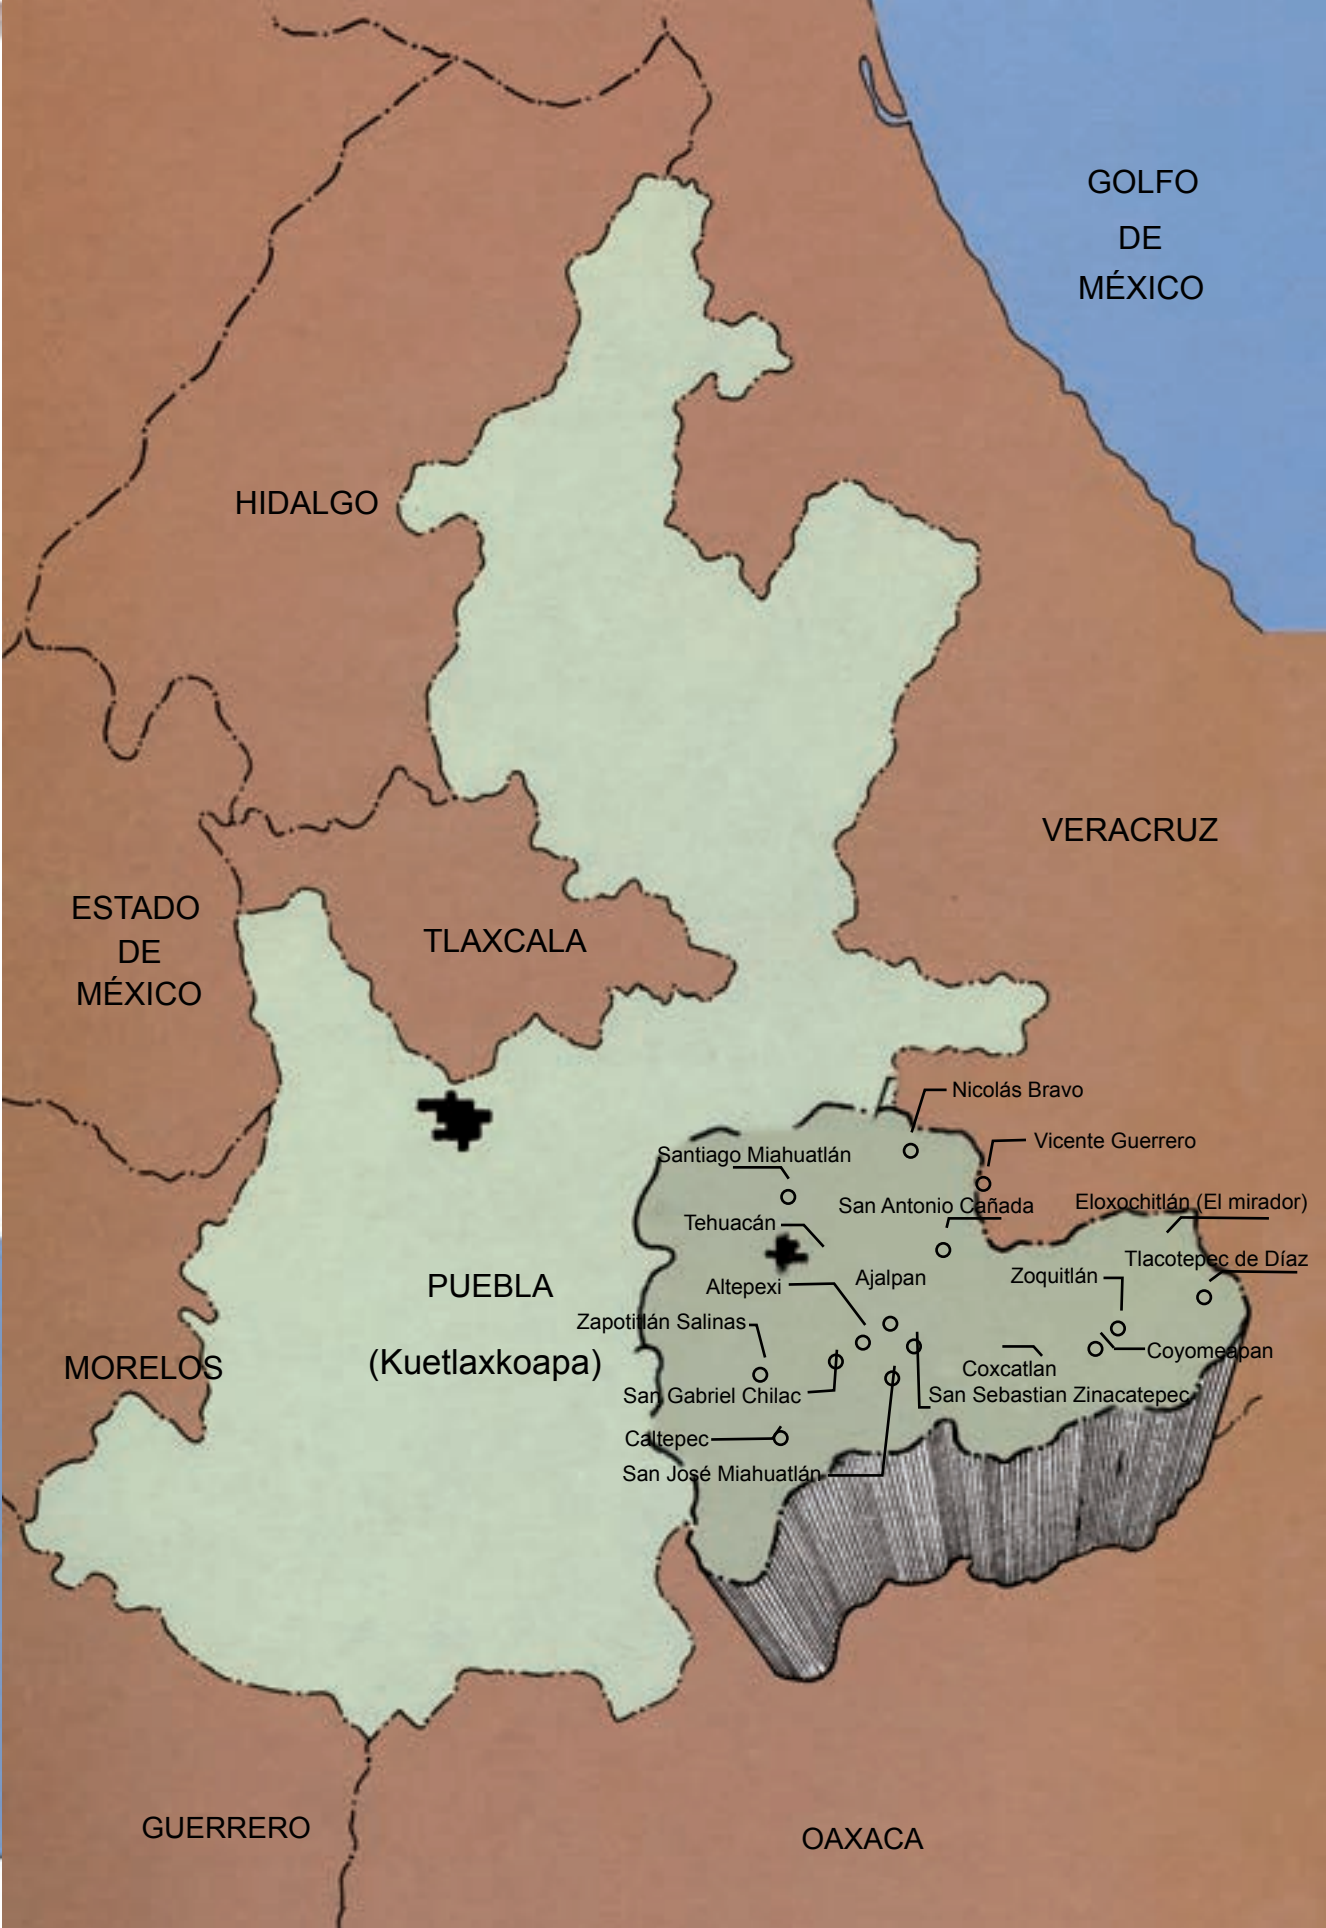 GOLFO
DE
MÉXICO
HIDALGO
VERACRUZ
ESTADO
DE
MÉXICO
TLAXCALA
Nicolás Bravo
Vicente Guerrero
Santiago Miahuatlán
San Antonio Cañada
Eloxochitlán (El mirador)
Tehuacán
Tlacotepec de Díaz
Altepexi
Ajalpan
Zoquitlán
PUEBLA
(Kuetlaxkoapa)
Zapotitlán Salinas
Coyomeapan
MORELOS
Coxcatlan
San Gabriel Chilac
San Sebastian Zinacatepec
Caltepec
San José Miahuatlán
GUERRERO
OAXACA